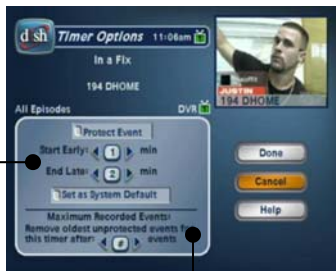 dish Timer Options 11:06am
In a Fix
194 DHOME
JUSTIN
194 DHOME
All Episodes DVR
Protect Event
Start Early: 1 min
End Late: 2 min
Set as System Default
Maximum Recorded Events:
Remove oldest unprotected events for
this timer after: # events
Done
Cancel
Help